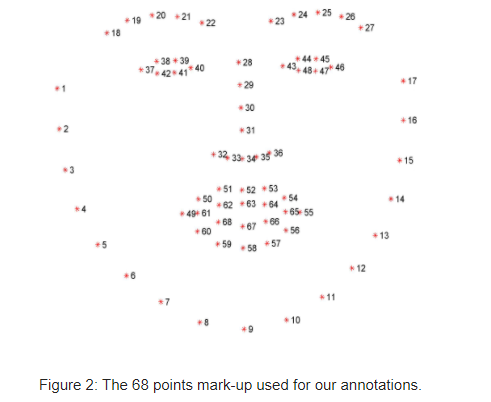 20 21 24 25
19 22 23 26
18 27
38 39 28 44 45
37 42 41 40 43 48 47 46
1 29 17
30
2 31 16
32 33 34 35 36
3 15
51 52 53
50 54 14
4 62 63 64
49 61 65 55
68 67 66
60 56
5 59 58 57 13
6 12
7 11
8 9 10
Figure 2: The 68 points mark-up used for our annotations.